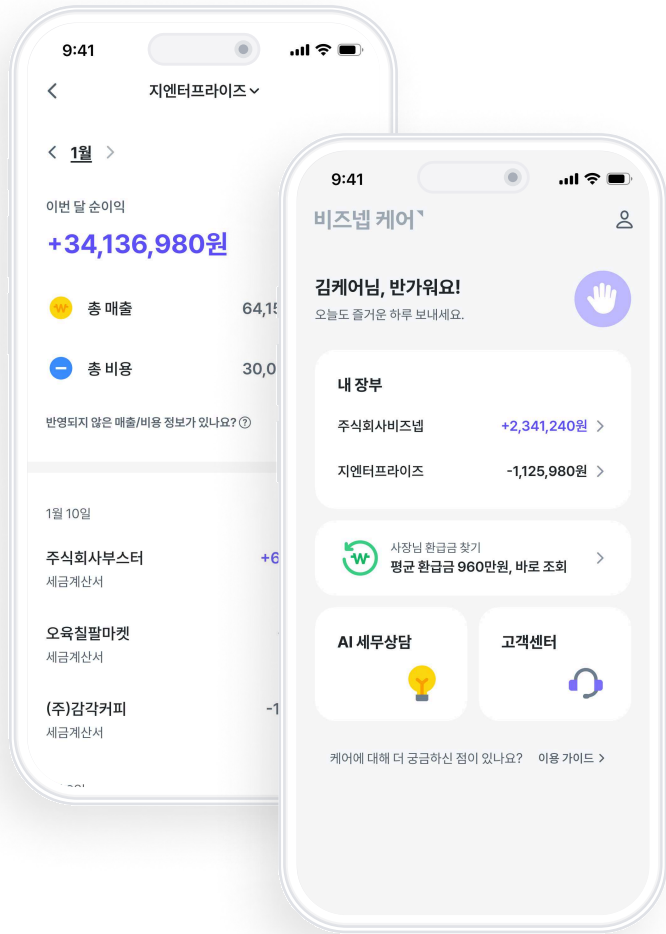 9:41
지엔터프라이즈
1월
이번 달 순이익
+34,136,980원
총 매출
64,15
총 비용
30,0
반영되지 않은 매출/비용 정보가 있나요?
1월 10일
주식회사부스터
+6
세금계산서
오육칠팔마켓
세금계산서
(주)감각커피
-1
세금계산서
9:41
비즈넵 케어
김케어님, 반가워요!
오늘도 즐거운 하루 보내세요.
내 장부
주식회사비즈넵 +2,341,240원
지엔터프라이즈 -1,125,980원
사장님 환급금 찾기
평균 환급금 960만원, 바로 조회
AI 세무상담
고객센터
케어에 대해 더 궁금하신 점이 있나요? 이용 가이드